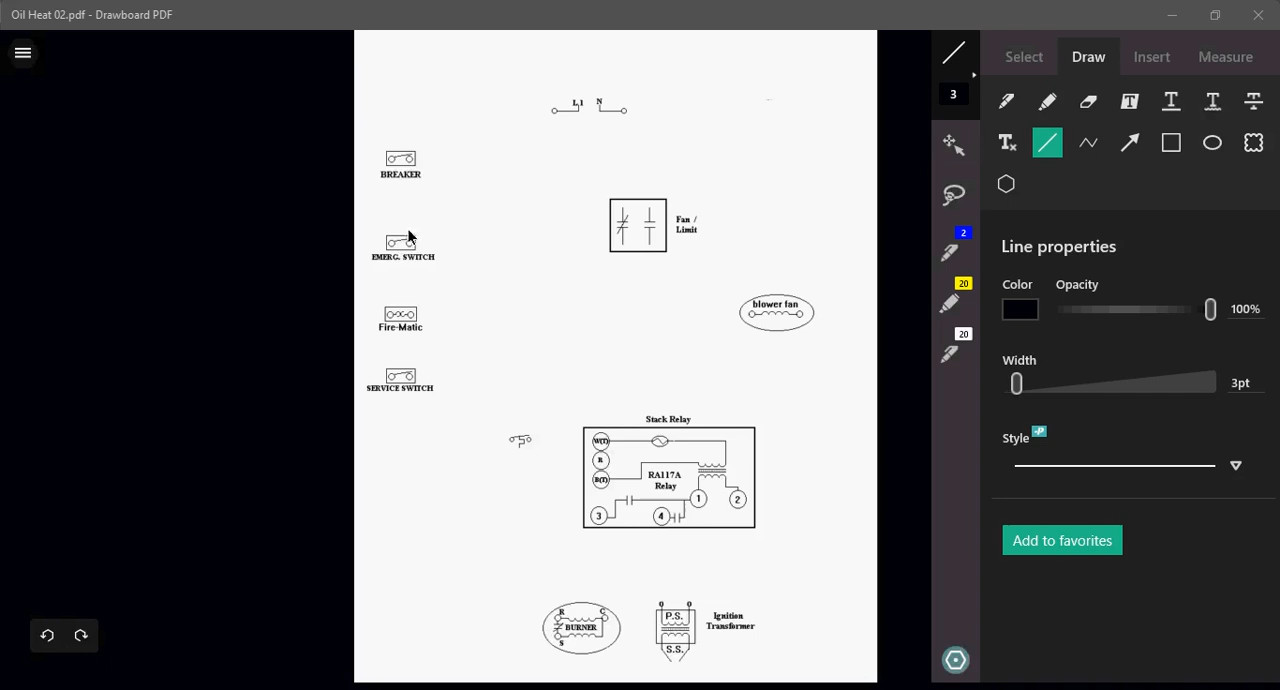 Oil Heat 02.pdf - Drawboard PDF
3
Select Draw Insert Measure
L1 N
BREAKER
EMERG. SWITCH
Fire-Matic
SERVICE SWITCH
Fan /
Limit
blower fan
Stack Relay
W(T)
R
B(T)
RA117A
Relay
1 2
3 4
R C
BURNER
S
0 0
P.S.
S.S.
Ignition
Transformer
2
20
20
Line properties
Color Opacity
100%
Width
3pt
Style P
Add to favorites